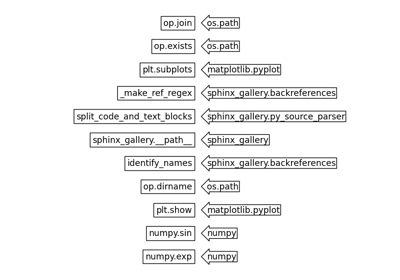 op.join os.path
op.exists os.path
plt.subplots matplotlib.pyplot
_make_ref_regex sphinx_gallery.backreferences
split_code_and_text_blocks sphinx_gallery.py_source_parser
sphinx_gallery.__path__ sphinx_gallery
identify_names sphinx_gallery.backreferences
op.dirname os.path
plt.show matplotlib.pyplot
numpy.sin numpy
numpy.exp numpy